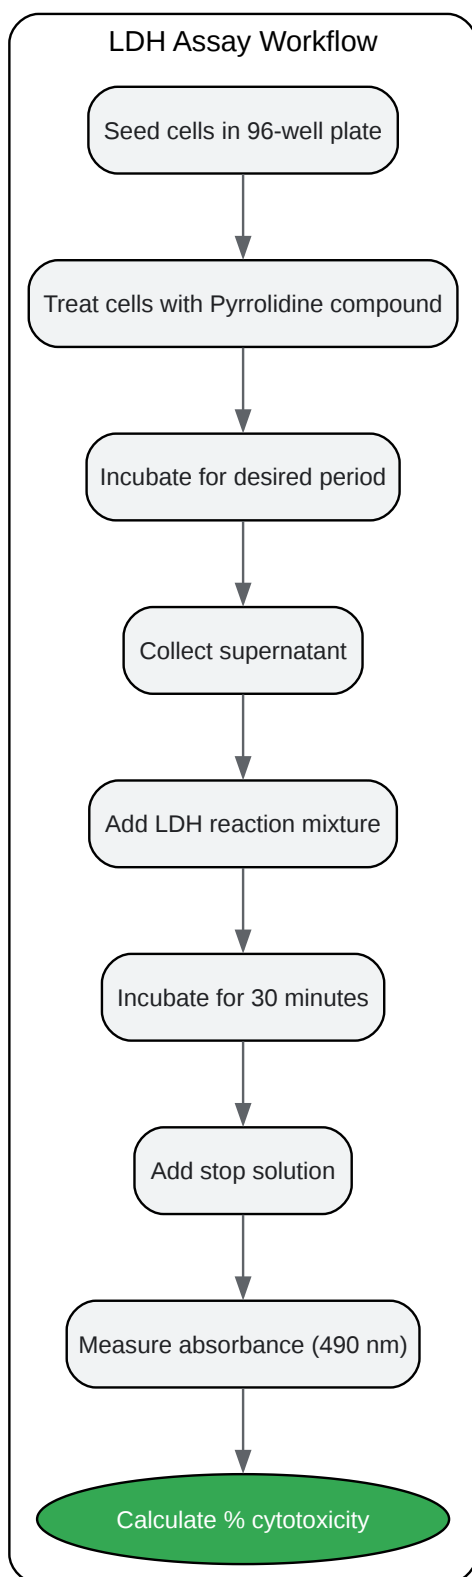 LDH Assay Workflow
Seed cells in 96-well plate
Treat cells with Pyrrolidine compound
Incubate for desired period
Collect supernatant
Add LDH reaction mixture
Incubate for 30 minutes
Add stop solution
Measure absorbance (490 nm)
Calculate % cytotoxicity